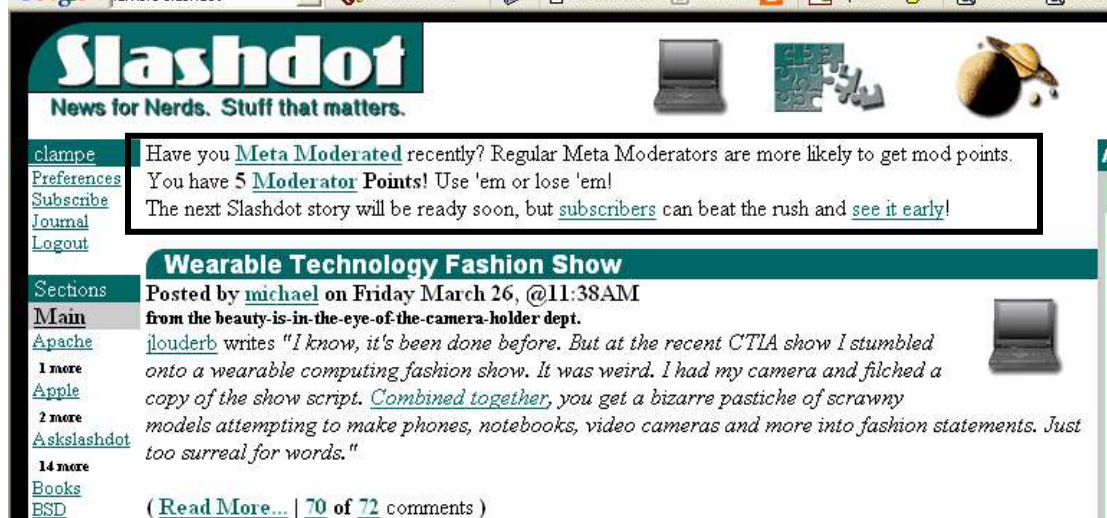 Slashdot
News for Nerds. Stuff that matters.
clampe
Preferences
Subscribe
Journal
Logout
Have you Meta Moderated recently? Regular Meta Moderators are more likely to get mod points.
You have 5 Moderator Points! Use 'em or lose 'em!
The next Slashdot story will be ready soon, but subscribers can beat the rush and see it early!
Sections
Main
Apache
1 more
Apple
2 more
Askslashdot
14 more
Books
BSD
Wearable Technology Fashion Show
Posted by michael on Friday March 26, @11:38AM
from the beauty-is-in-the-eye-of-the-camera-holder dept.
jlouderb writes "I know, it's been done before. But at the recent CTIA show I stumbled
onto a wearable computing fashion show. It was weird. I had my camera and filched a
copy of the show script. Combined together, you get a bizarre pastiche of scrawny
models attempting to make phones, notebooks, video cameras and more into fashion statements. Just
too surreal for words."
( Read More... | 70 of 72 comments )